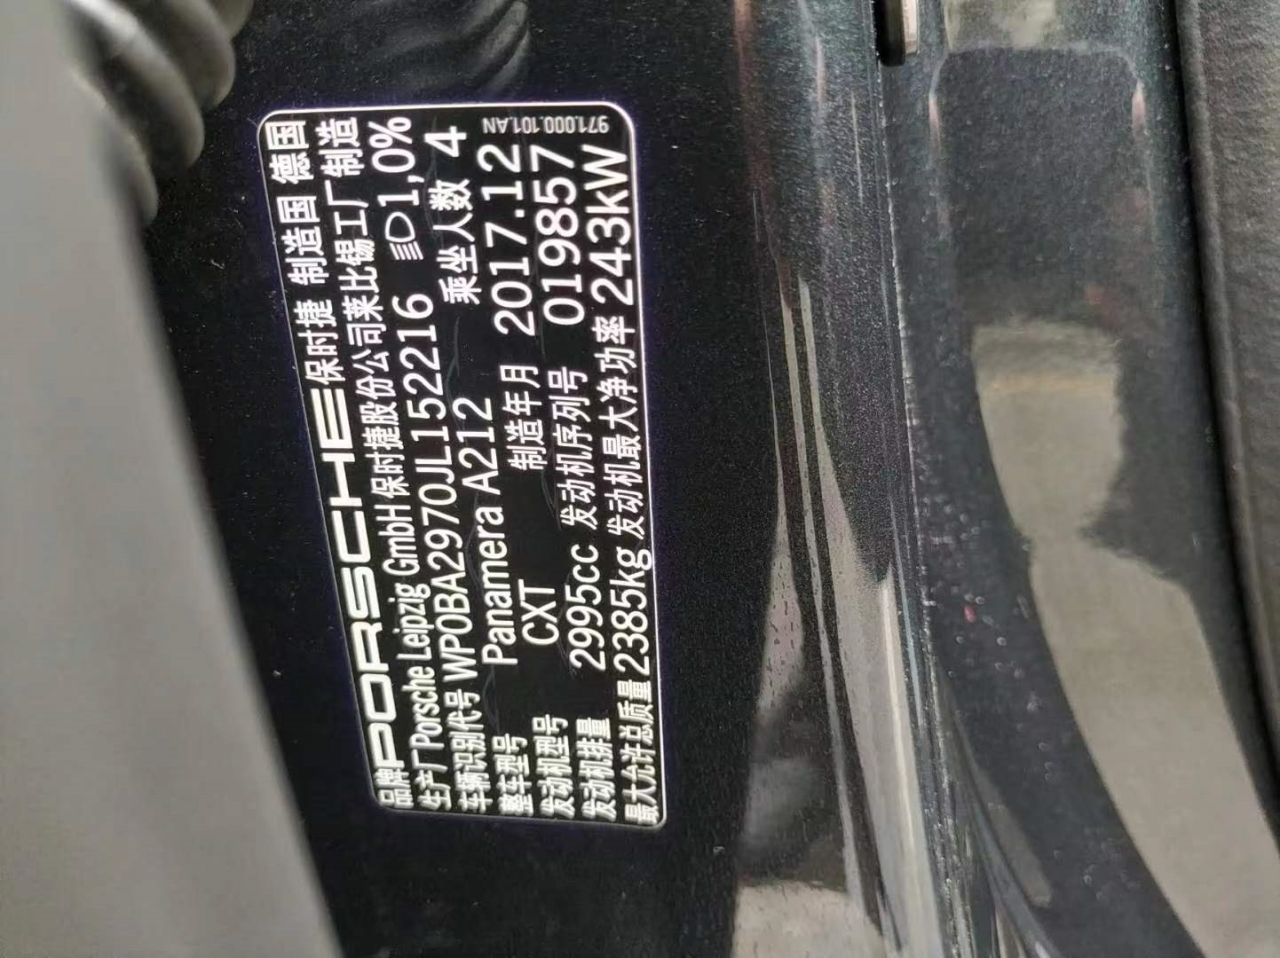 品牌 PORSCHE 保时捷 制造国 德国
生产厂 Porsche Leipzig GmbH 保时捷股份公司莱比锡工厂制造
车辆识别代号 WP0BA2970JL152216 1,0%
整车型号 Panamera A212 乘坐人数 4
发动机型号 CXT 制造年月 2017.12
发动机排量 2995cc 发动机序列号 019857
最大允许总质量 2385kg 发动机最大净功率 243kW
971.000.101.AN